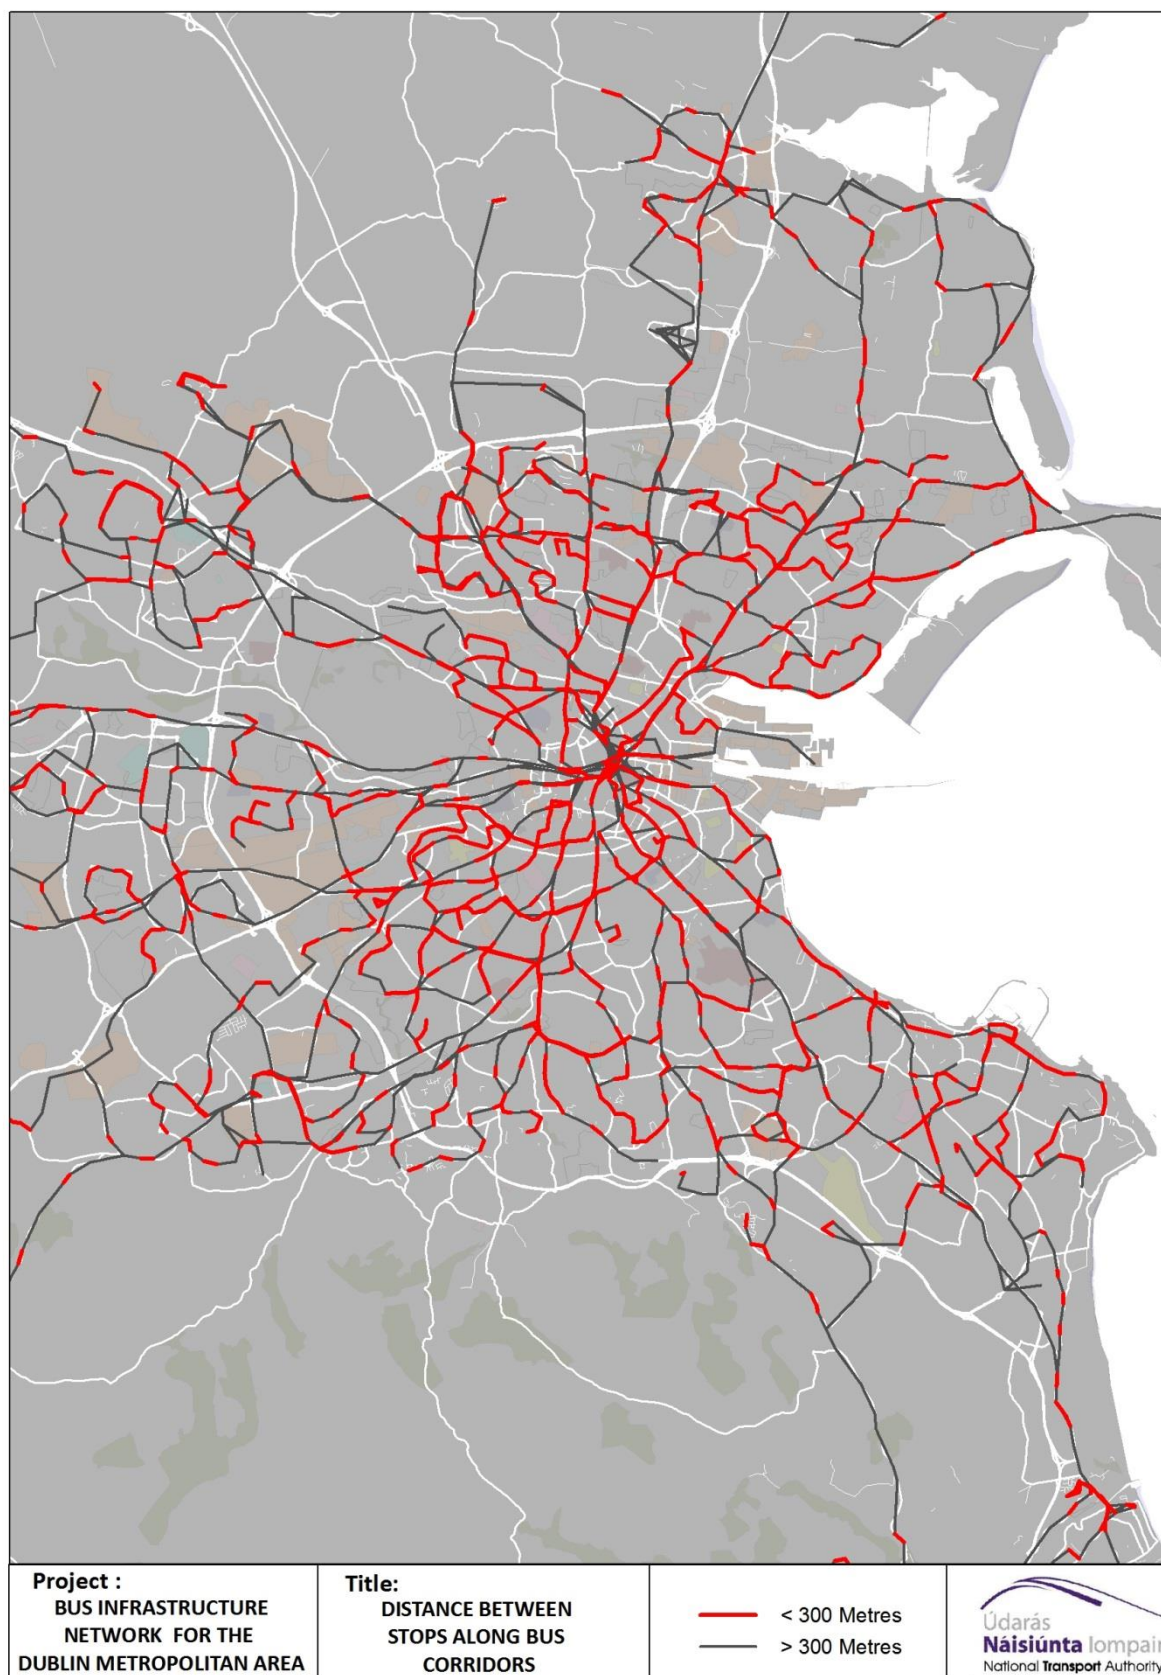 Project :
BUS INFRASTRUCTURE
NETWORK FOR THE
DUBLIN METROPOLITAN AREA
Title:
DISTANCE BETWEEN
STOPS ALONG BUS
CORRIDORS
< 300 Metres
> 300 Metres
Údarás
Náisiúnta Iompair
National Transport Authority